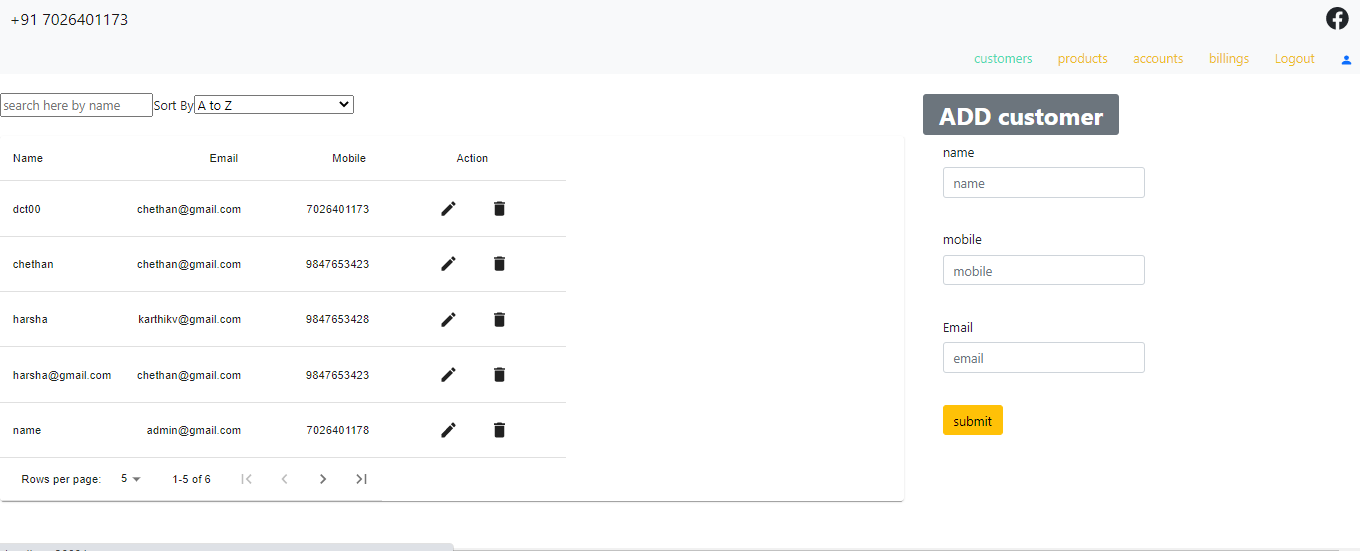 +91 7026401173
customers products accounts billings Logout
search here by name Sort By A to Z
ADD customer
Name Email Mobile Action
dct00 chethan@gmail.com 7026401173
chethan chethan@gmail.com 9847653423
harsha karthikv@gmail.com 9847653428
harsha@gmail.com chethan@gmail.com 9847653423
name admin@gmail.com 7026401178
Rows per page: 5 1-5 of 6
name
name
mobile
mobile
Email
email
submit